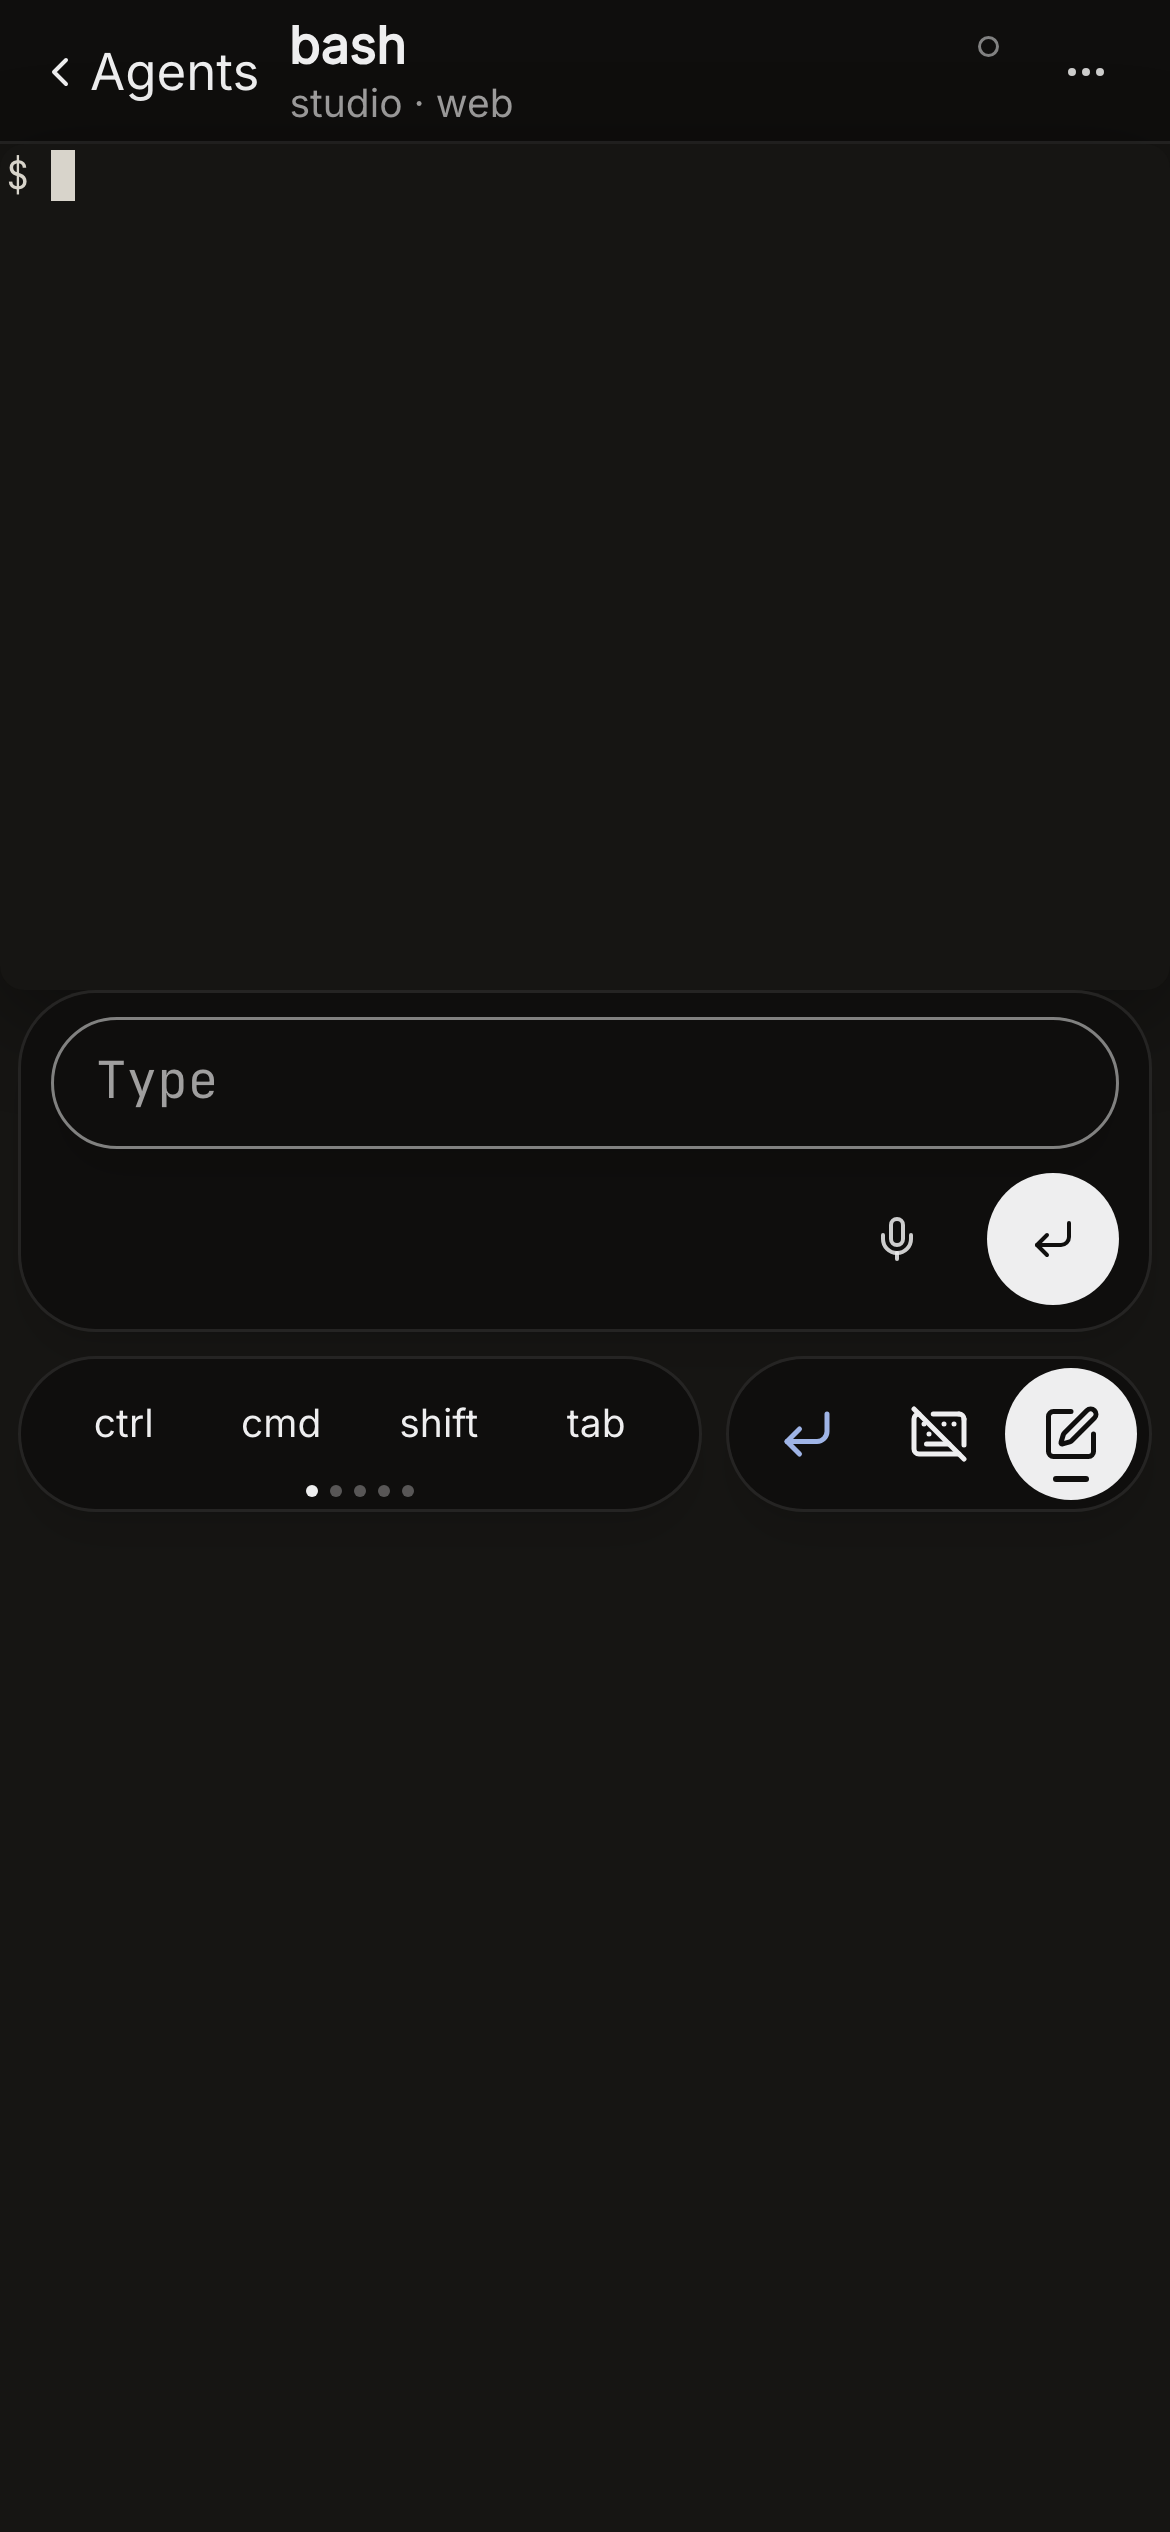 Agents
bash
studio · web
$
Type
ctrl cmd shift tab